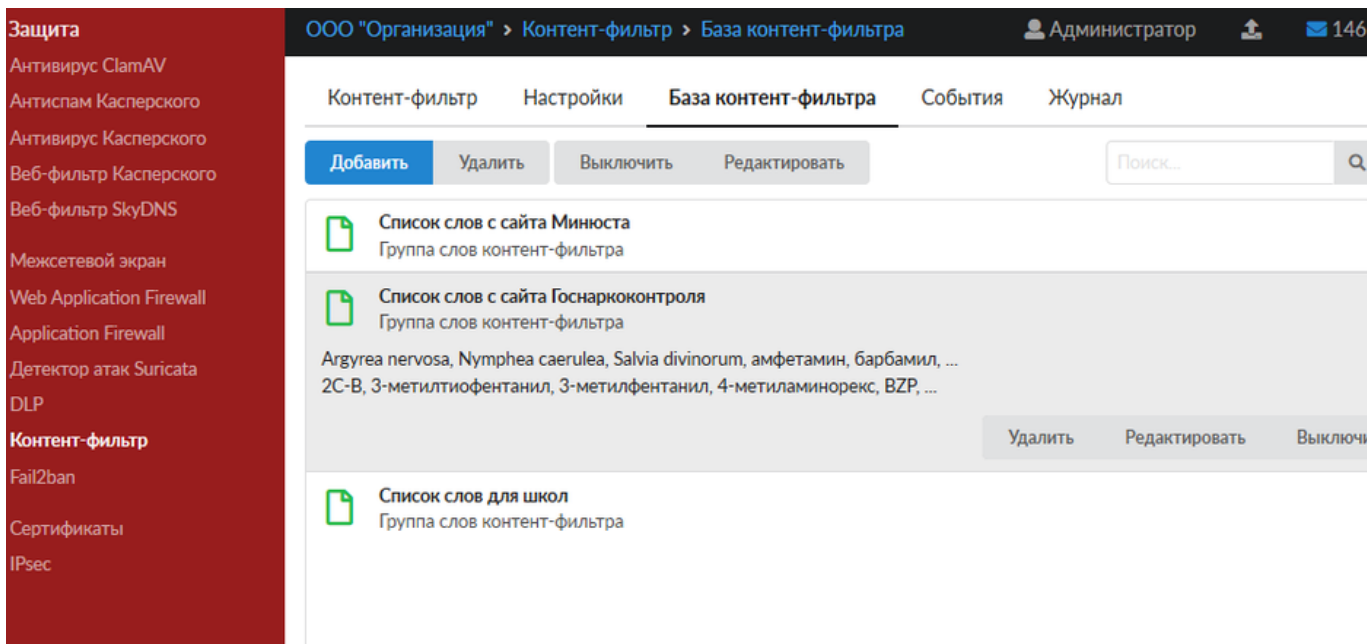 Защита
Антивирус ClamAV
Антиспам Касперского
Антивирус Касперского
Веб-фильтр Касперского
Веб-фильтр SkyDNS
Межсетевой экран
Web Application Firewall
Application Firewall
Детектор атак Suricata
DLP
Контент-фильтр
Fail2ban
Сертификаты
IPsec
ООО "Организация" > Контент-фильтр > База контент-фильтра
Администратор 146
Контент-фильтр Настройки База контент-фильтра События Журнал
Добавить Удалить Выключить Редактировать Поиск...
Список слов с сайта Минюста
Группа слов контент-фильтра
Список слов с сайта Госнаркоконтроля
Группа слов контент-фильтра
Argyrea nervosa, Nymphea caerulea, Salvia divinorum, амфетамин, барбамил, ...
2C-B, 3-метилтиофентанил, 3-метилфентанил, 4-метиламинорекс, BZP, ...
Удалить Редактировать Выключи
Список слов для школ
Группа слов контент-фильтра